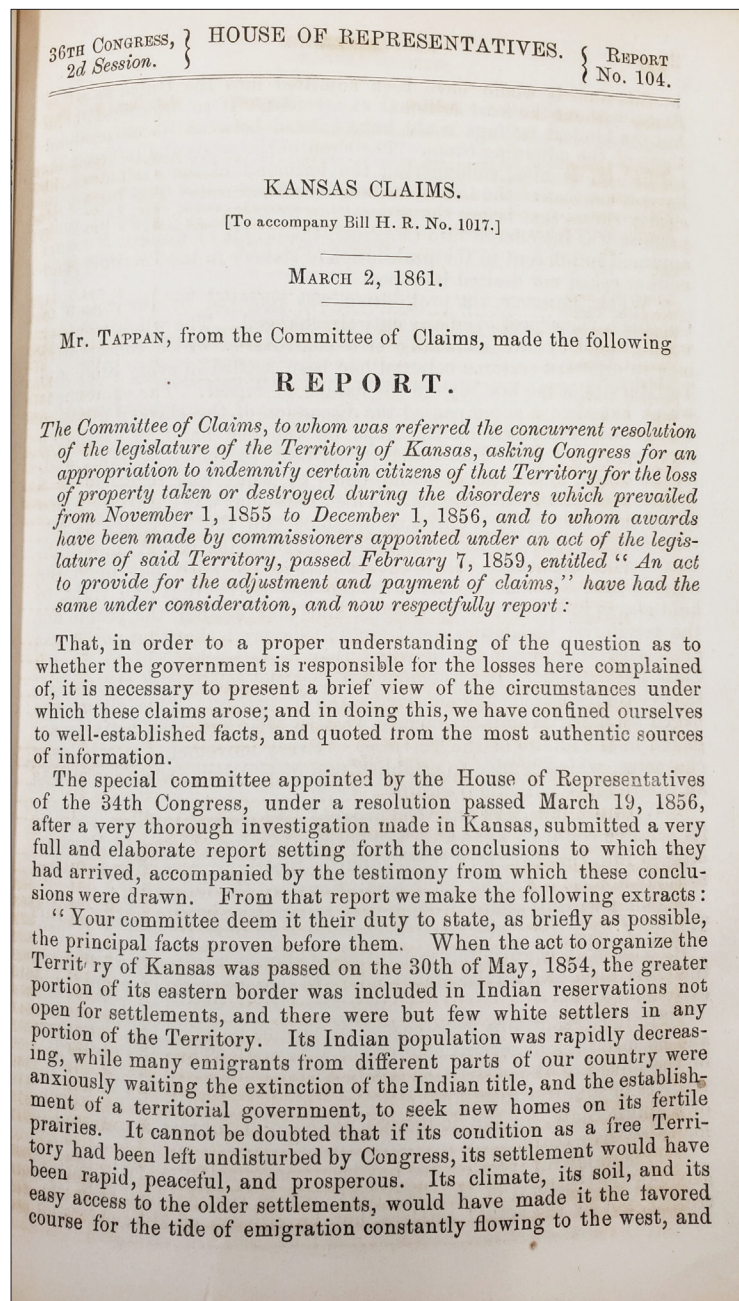 36TH CONGRESS, } HOUSE OF REPRESENTATIVES. { REPORT
2d Session. } { No. 104.
KANSAS CLAIMS.
[To accompany Bill H. R. No. 1017.]
MARCH 2, 1861.
Mr. TAPPAN, from the Committee of Claims, made the following
REPORT.
The Committee of Claims, to whom was referred the concurrent resolution
of the legislature of the Territory of Kansas, asking Congress for an
appropriation to indemnify certain citizens of that Territory for the loss
of property taken or destroyed during the disorders which prevailed
from November 1, 1855 to December 1, 1856, and to whom awards
have been made by commissioners appointed under an act of the legis-
lature of said Territory, passed February 7, 1859, entitled “An act
to provide for the adjustment and payment of claims,” have had the
same under consideration, and now respectfully report:
That, in order to a proper understanding of the question as to
whether the government is responsible for the losses here complained
of, it is necessary to present a brief view of the circumstances under
which these claims arose; and in doing this, we have confined ourselves
to well-established facts, and quoted from the most authentic sources
of information.
The special committee appointed by the House of Representatives
of the 34th Congress, under a resolution passed March 19, 1856,
after a very thorough investigation made in Kansas, submitted a very
full and elaborate report setting forth the conclusions to which they
had arrived, accompanied by the testimony from which these conclu-
sions were drawn. From that report we make the following extracts:
“Your committee deem it their duty to state, as briefly as possible,
the principal facts proven before them. When the act to organize the
Territ ry of Kansas was passed on the 30th of May, 1854, the greater
portion of its eastern border was included in Indian reservations not
open for settlements, and there were but few white settlers in any
portion of the Territory. Its Indian population was rapidly decreas-
ing, while many emigrants from different parts of our country were
anxiously waiting the extinction of the Indian title, and the establish-
ment of a territorial government, to seek new homes on its fertile
prairies. It cannot be doubted that if its condition as a free Terri-
tory had been left undisturbed by Congress, its settlement would have
been rapid, peaceful, and prosperous. Its climate, its soil, and its
easy access to the older settlements, would have made it the favored
course for the tide of emigration constantly flowing to the west, and